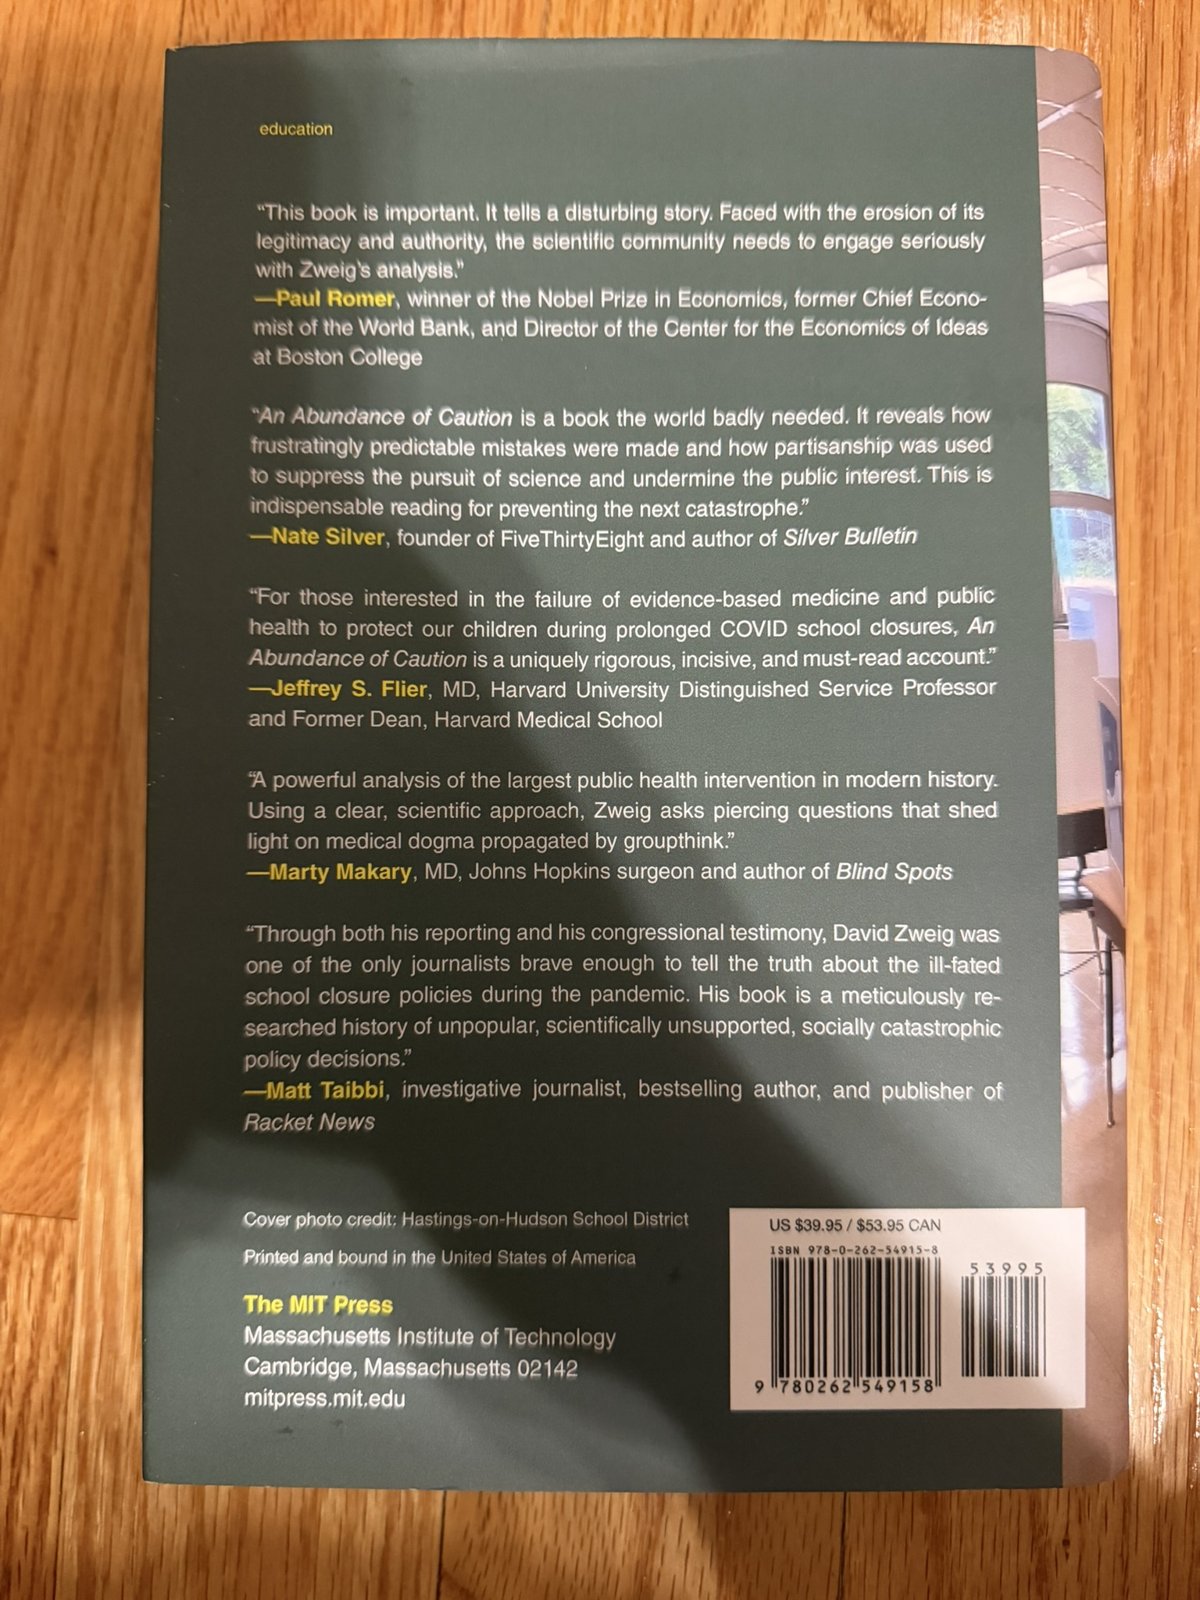 education
“This book is important. It tells a disturbing story. Faced with the erosion of its
legitimacy and authority, the scientific community needs to engage seriously
with Zweig’s analysis.”
—Paul Romer, winner of the Nobel Prize in Economics, former Chief Econo-
mist of the World Bank, and Director of the Center for the Economics of Ideas
at Boston College
“An Abundance of Caution is a book the world badly needed. It reveals how
frustratingly predictable mistakes were made and how partisanship was used
to suppress the pursuit of science and undermine the public interest. This is
indispensable reading for preventing the next catastrophe.”
—Nate Silver, founder of FiveThirtyEight and author of Silver Bulletin
“For those interested in the failure of evidence-based medicine and public
health to protect our children during prolonged COVID school closures, An
Abundance of Caution is a uniquely rigorous, incisive, and must-read account.”
—Jeffrey S. Flier, MD, Harvard University Distinguished Service Professor
and Former Dean, Harvard Medical School
“A powerful analysis of the largest public health intervention in modern history.
Using a clear, scientific approach, Zweig asks piercing questions that shed
light on medical dogma propagated by groupthink.”
—Marty Makary, MD, Johns Hopkins surgeon and author of Blind Spots
“Through both his reporting and his congressional testimony, David Zweig was
one of the only journalists brave enough to tell the truth about the ill-fated
school closure policies during the pandemic. His book is a meticulously re-
searched history of unpopular, scientifically unsupported, socially catastrophic
policy decisions.”
—Matt Taibbi, investigative journalist, bestselling author, and publisher of
Racket News
Cover photo credit: Hastings-on-Hudson School District
Printed and bound in the United States of America
The MIT Press
Massachusetts Institute of Technology
Cambridge, Massachusetts 02142
mitpress.mit.edu
US $39.95 / $53.95 CAN
ISBN 978-0-262-54915-8
53995
9 780262 549158